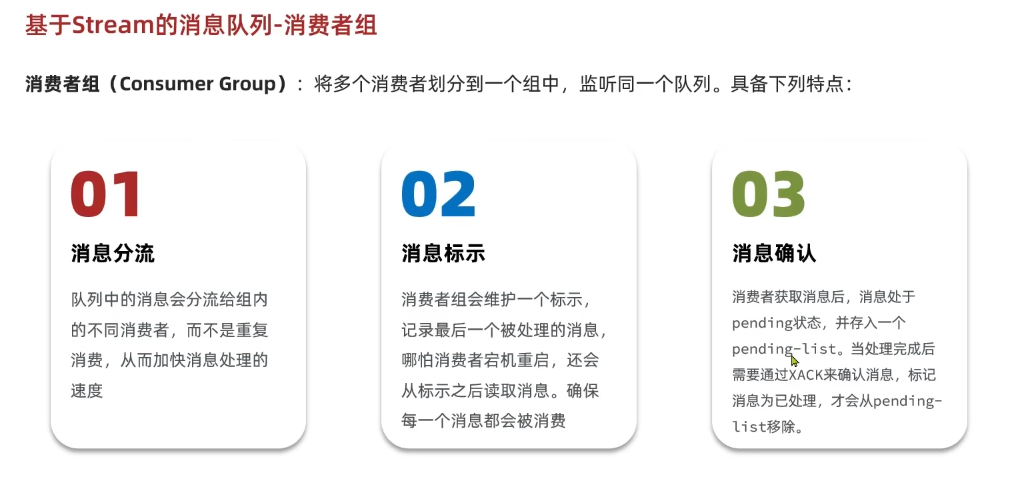 基于Stream的消息队列-消费者组
消费者组（Consumer Group）：将多个消费者划分到一个组中，监听同一个队列。具备下列特点：
01
消息分流
队列中的消息会分流给组内
的不同消费者，而不是重复
消费，从而加快消息处理的
速度
02
消息标示
消费者组会维护一个标示，
记录最后一个被处理的消息，
哪怕消费者宕机重启，还会
从标示之后读取消息。确保
每一个消息都会被消费
03
消息确认
消费者获取消息后，消息处于
pending状态，并存入一个
pending-list。当处理完成后
需要通过XACK来确认消息，标记
消息为已处理，才会从pending-
list移除。